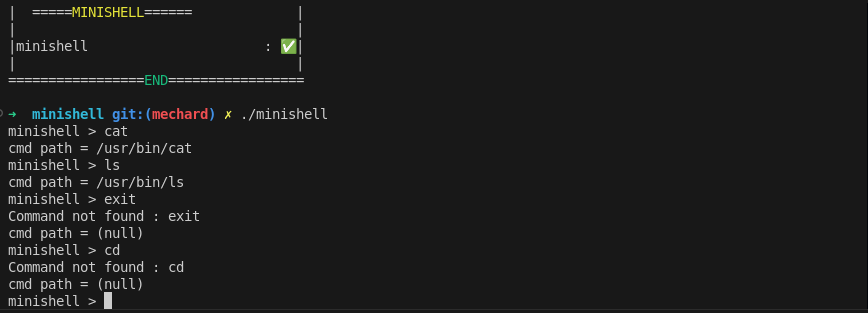 |  =====MINISHELL======             |
|                                   |
|minishell                      : ✅|
|                                   |
=================END=================
➜  minishell git:(mechard) ✗ ./minishell
minishell > cat
cmd path = /usr/bin/cat
minishell > ls
cmd path = /usr/bin/ls
minishell > exit
Command not found : exit
cmd path = (null)
minishell > cd
Command not found : cd
cmd path = (null)
minishell >